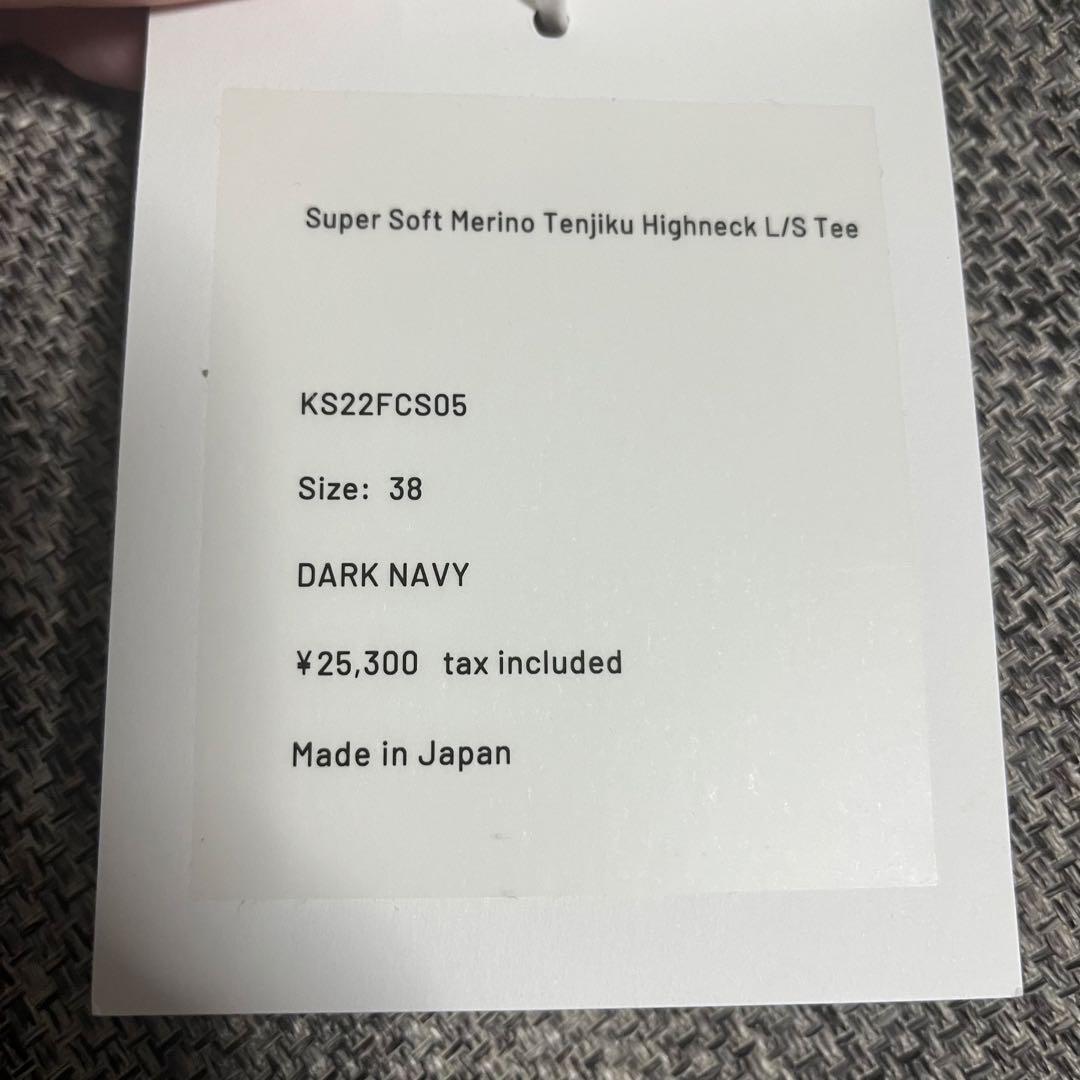 Super Soft Merino Tenjiku Highneck L/S Tee
KS22FCS05
Size: 38
DARK NAVY
¥25,300 tax included
Made in Japan